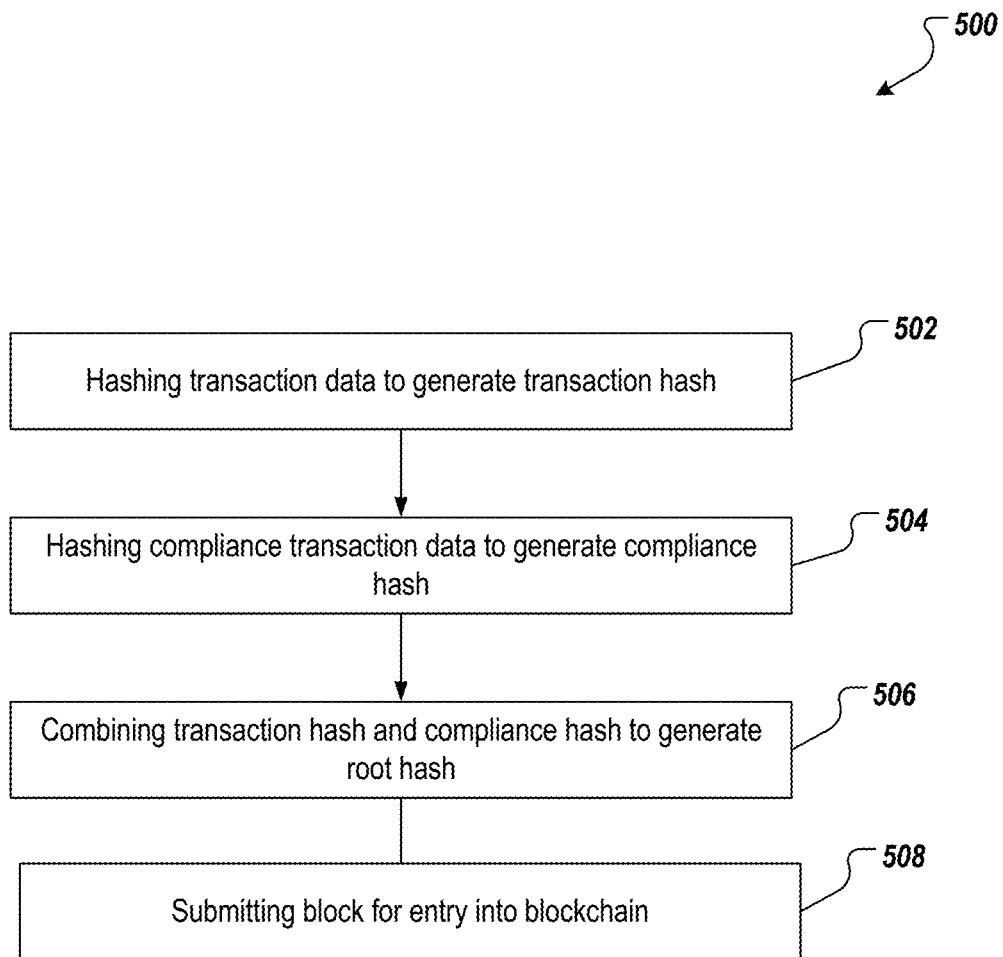 500
502
Hashing transaction data to generate transaction hash
504
Hashing compliance transaction data to generate compliance
hash
506
Combining transaction hash and compliance hash to generate
root hash
508
Submitting block for entry into blockchain